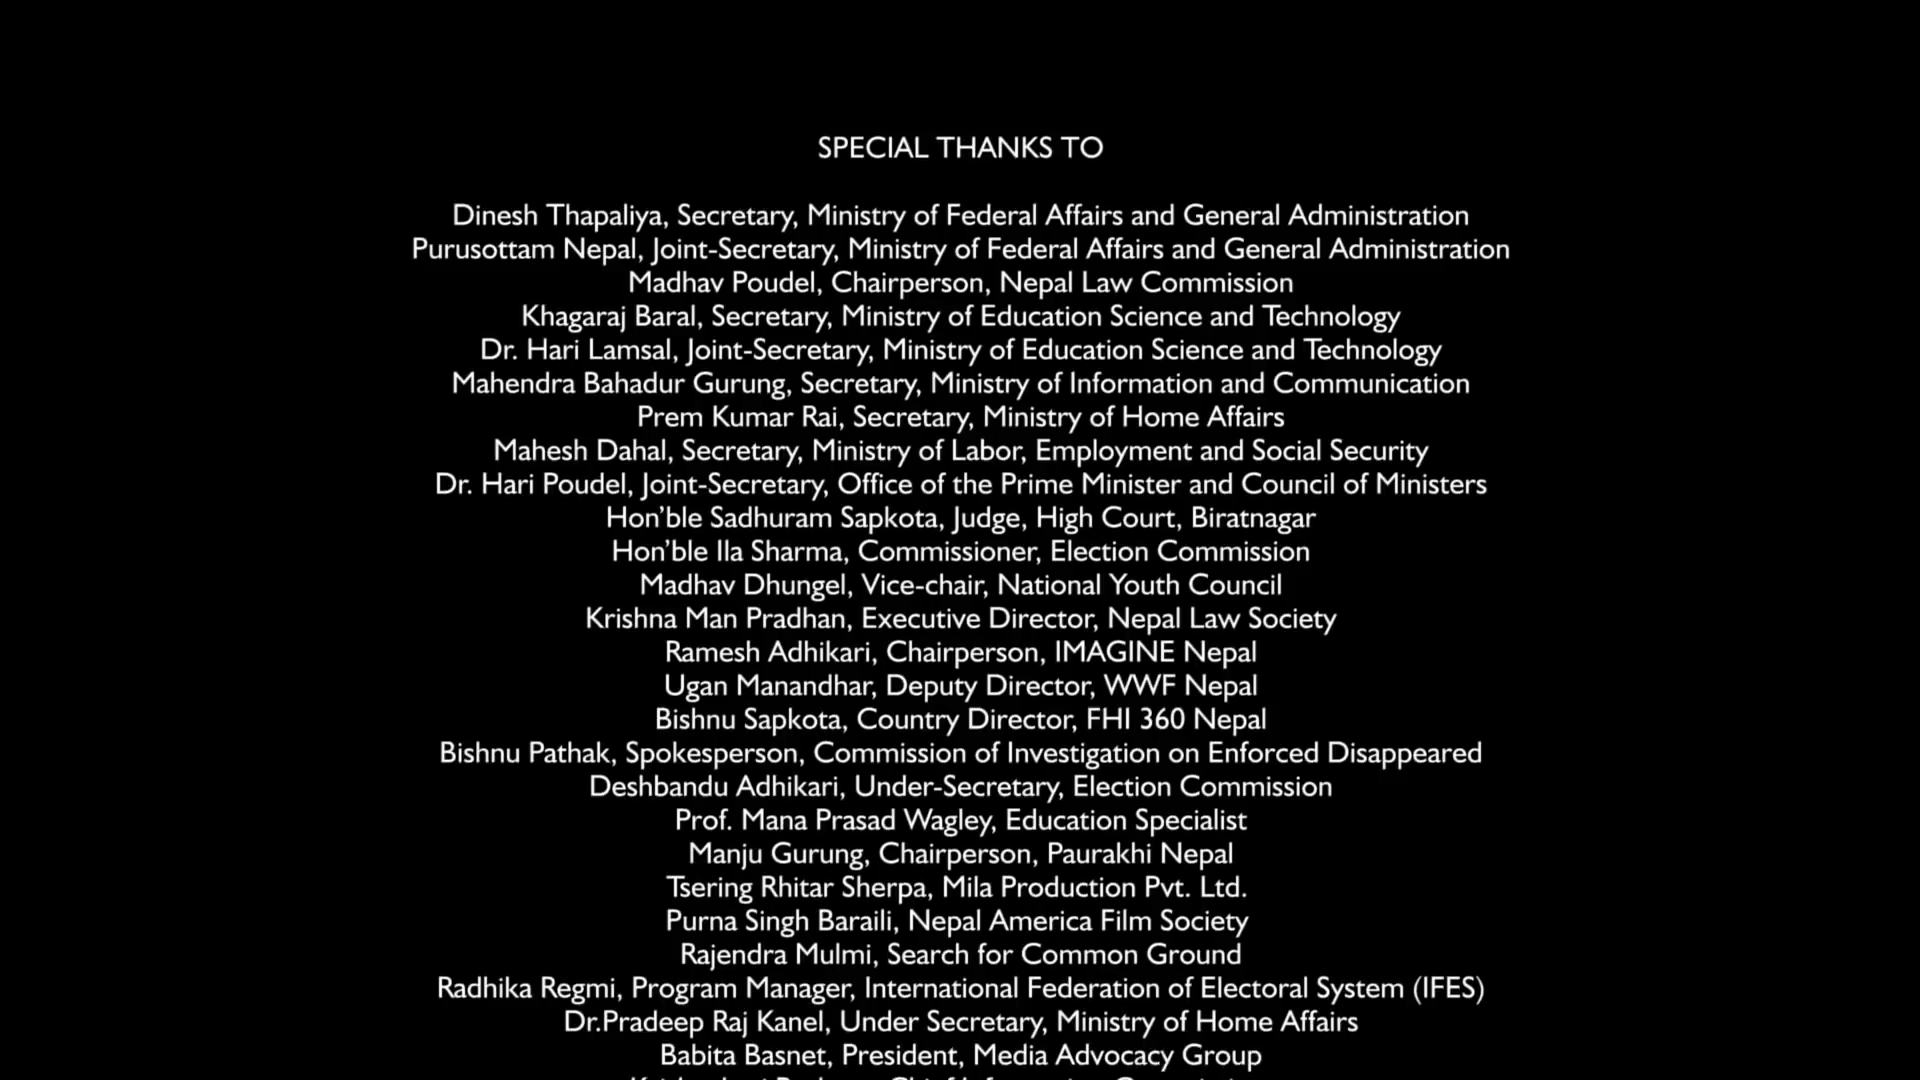 SPECIAL THANKS TO
Dinesh Thapaliya, Secretary, Ministry of Federal Affairs and General Administration
Purusottam Nepal, Joint-Secretary, Ministry of Federal Affairs and General Administration
Madhav Poudel, Chairperson, Nepal Law Commission
Khagaraj Baral, Secretary, Ministry of Education Science and Technology
Dr. Hari Lamsal, Joint-Secretary, Ministry of Education Science and Technology
Mahendra Bahadur Gurung, Secretary, Ministry of Information and Communication
Prem Kumar Rai, Secretary, Ministry of Home Affairs
Mahesh Dahal, Secretary, Ministry of Labor, Employment and Social Security
Dr. Hari Poudel, Joint-Secretary, Office of the Prime Minister and Council of Ministers
Hon’ble Sadhuram Sapkota, Judge, High Court, Biratnagar
Hon’ble Ila Sharma, Commissioner, Election Commission
Madhav Dhungel, Vice-chair, National Youth Council
Krishna Man Pradhan, Executive Director, Nepal Law Society
Ramesh Adhikari, Chairperson, IMAGINE Nepal
Ugan Manandhar, Deputy Director, WWF Nepal
Bishnu Sapkota, Country Director, FHI 360 Nepal
Bishnu Pathak, Spokesperson, Commission of Investigation on Enforced Disappeared
Deshbandu Adhikari, Under-Secretary, Election Commission
Prof. Mana Prasad Wagley, Education Specialist
Manju Gurung, Chairperson, Paurakhi Nepal
Tsering Rhitar Sherpa, Mila Production Pvt. Ltd.
Purna Singh Baraili, Nepal America Film Society
Rajendra Mulmi, Search for Common Ground
Radhika Regmi, Program Manager, International Federation of Electoral System (IFES)
Dr.Pradeep Raj Kanel, Under Secretary, Ministry of Home Affairs
Babita Basnet, President, Media Advocacy Group